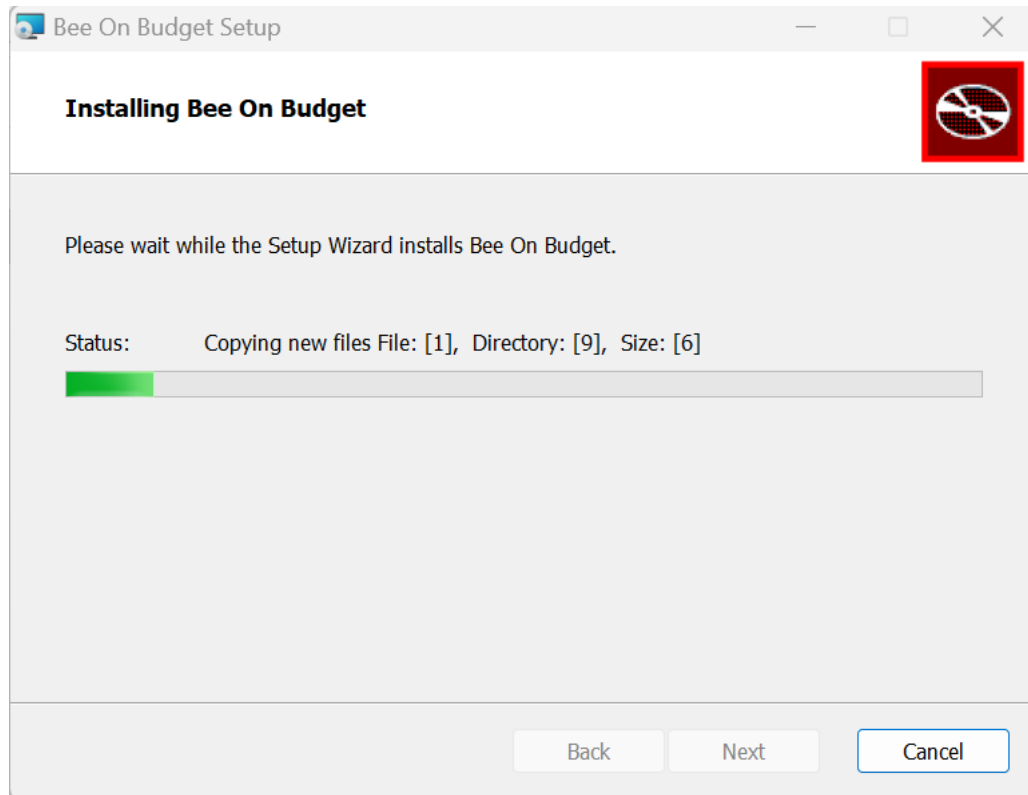 Bee On Budget Setup
Installing Bee On Budget
Please wait while the Setup Wizard installs Bee On Budget.
Status: Copying new files File: [1], Directory: [9], Size: [6]
Back Next Cancel